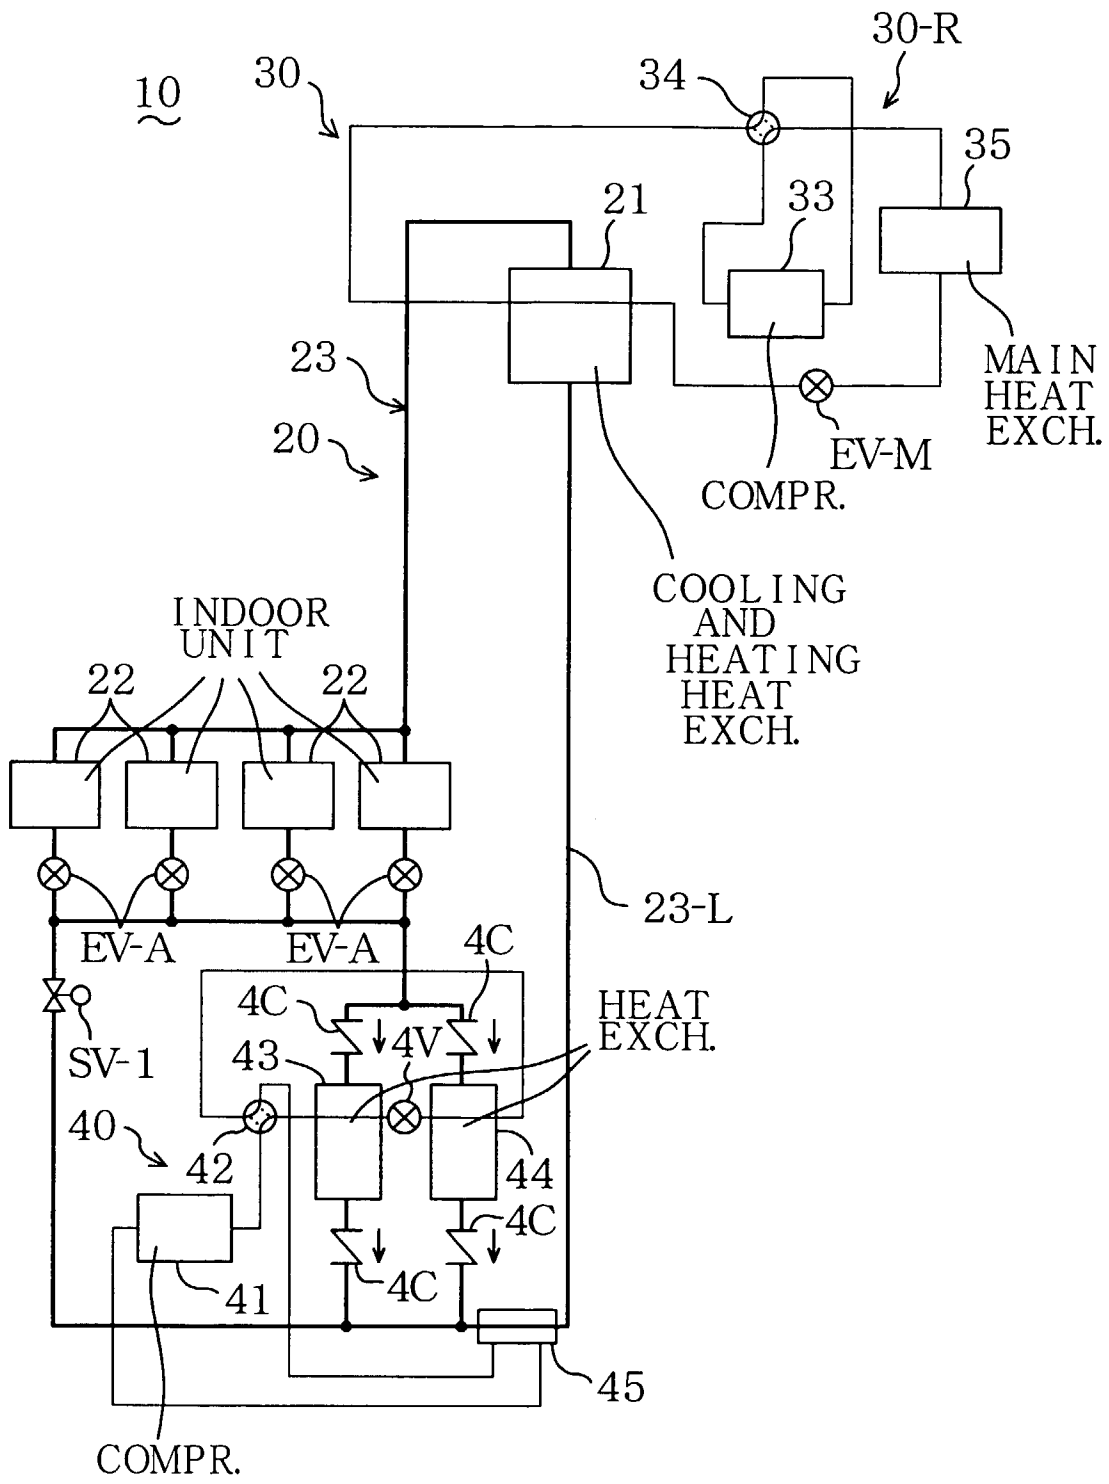 10
30
34
30-R
35
33
21
23
20
MAIN
HEAT
EXCH.
EV-M
COMPR.
COOLING
AND
HEATING
HEAT
EXCH.
INDOOR
UNIT
22
22
23-L
EV-A
EV-A
4C
4C
HEAT
EXCH.
SV-1
43
4V
40
42
44
4C
4C
41
45
COMPR.